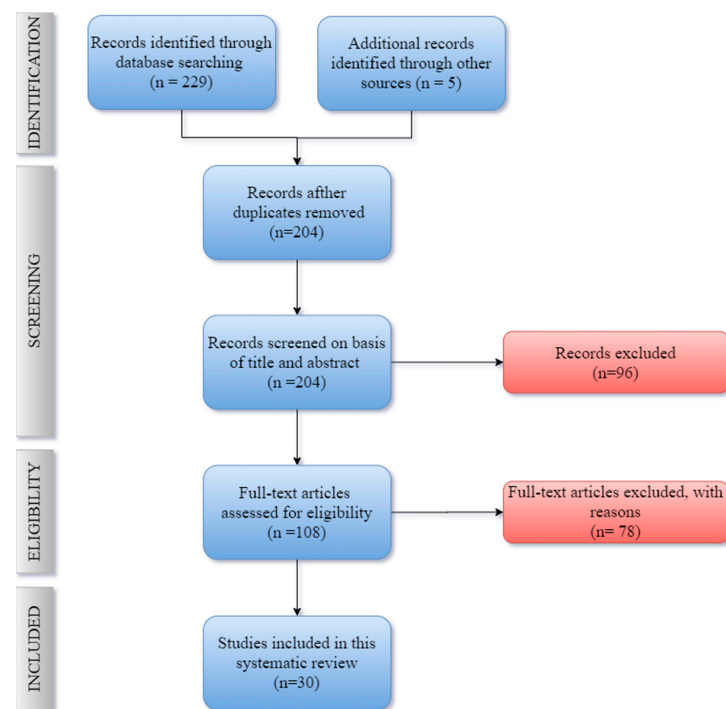 IDENTIFICATION
Records identified through
database searching
(n = 229)
Additional records
identified through other
sources (n = 5)
SCREENING
Records afther
duplicates removed
(n=204)
Records screened on basis
of title and abstract
(n =204)
Records excluded
(n=96)
ELIGIBILITY
Full-text articles
assessed for eligibility
(n =108)
Full-text articles excluded, with
reasons
(n= 78)
INCLUDED
Studies included in this
systematic review
(n=30)